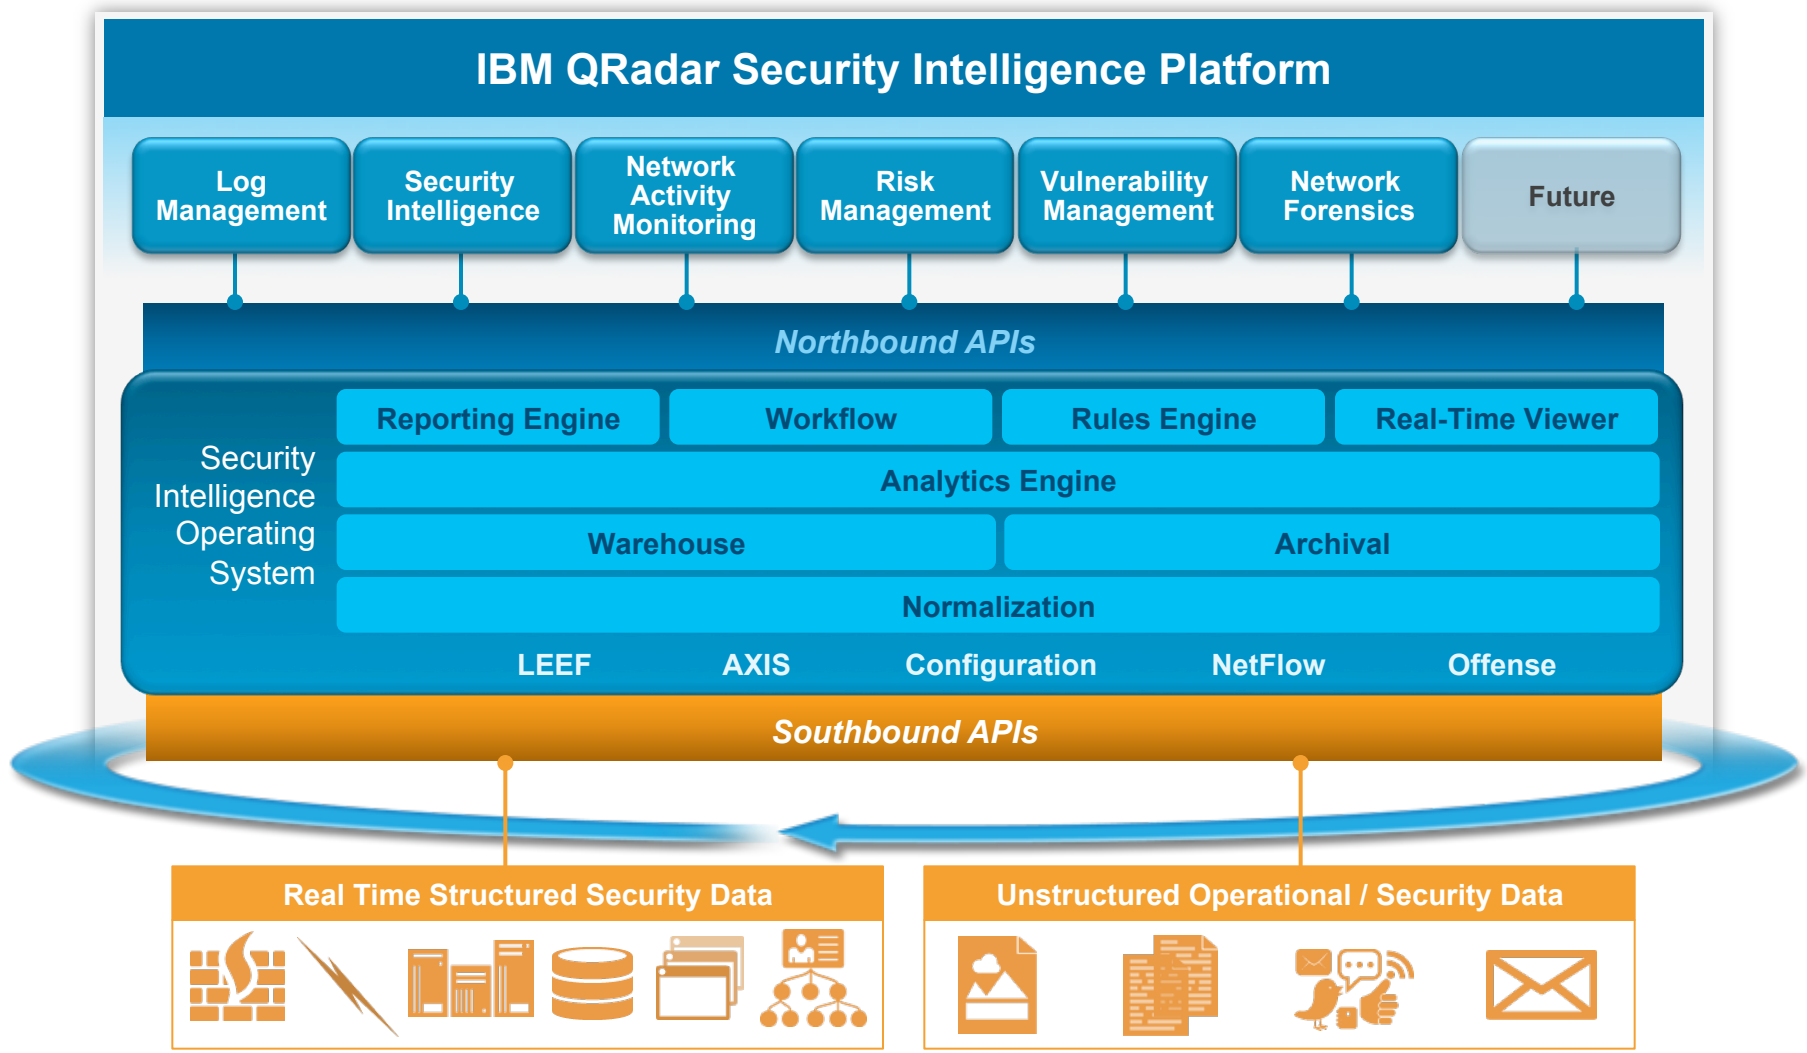 IBM QRadar Security Intelligence Platform
Log
Management
Security
Intelligence
Network
Activity
Monitoring
Risk
Management
Vulnerability
Management
Network
Forensics
Future
Northbound APIs
Security
Intelligence
Operating
System
Reporting Engine
Workflow
Rules Engine
Real-Time Viewer
Analytics Engine
Warehouse
Archival
Normalization
LEEF
AXIS
Configuration
NetFlow
Offense
Southbound APIs
Real Time Structured Security Data
Unstructured Operational / Security Data